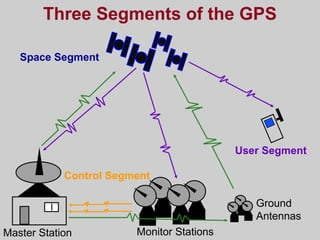 Three Segments of the GPS
Space Segment
User Segment
Control Segment
Ground
Antennas
Master Station
Monitor Stations